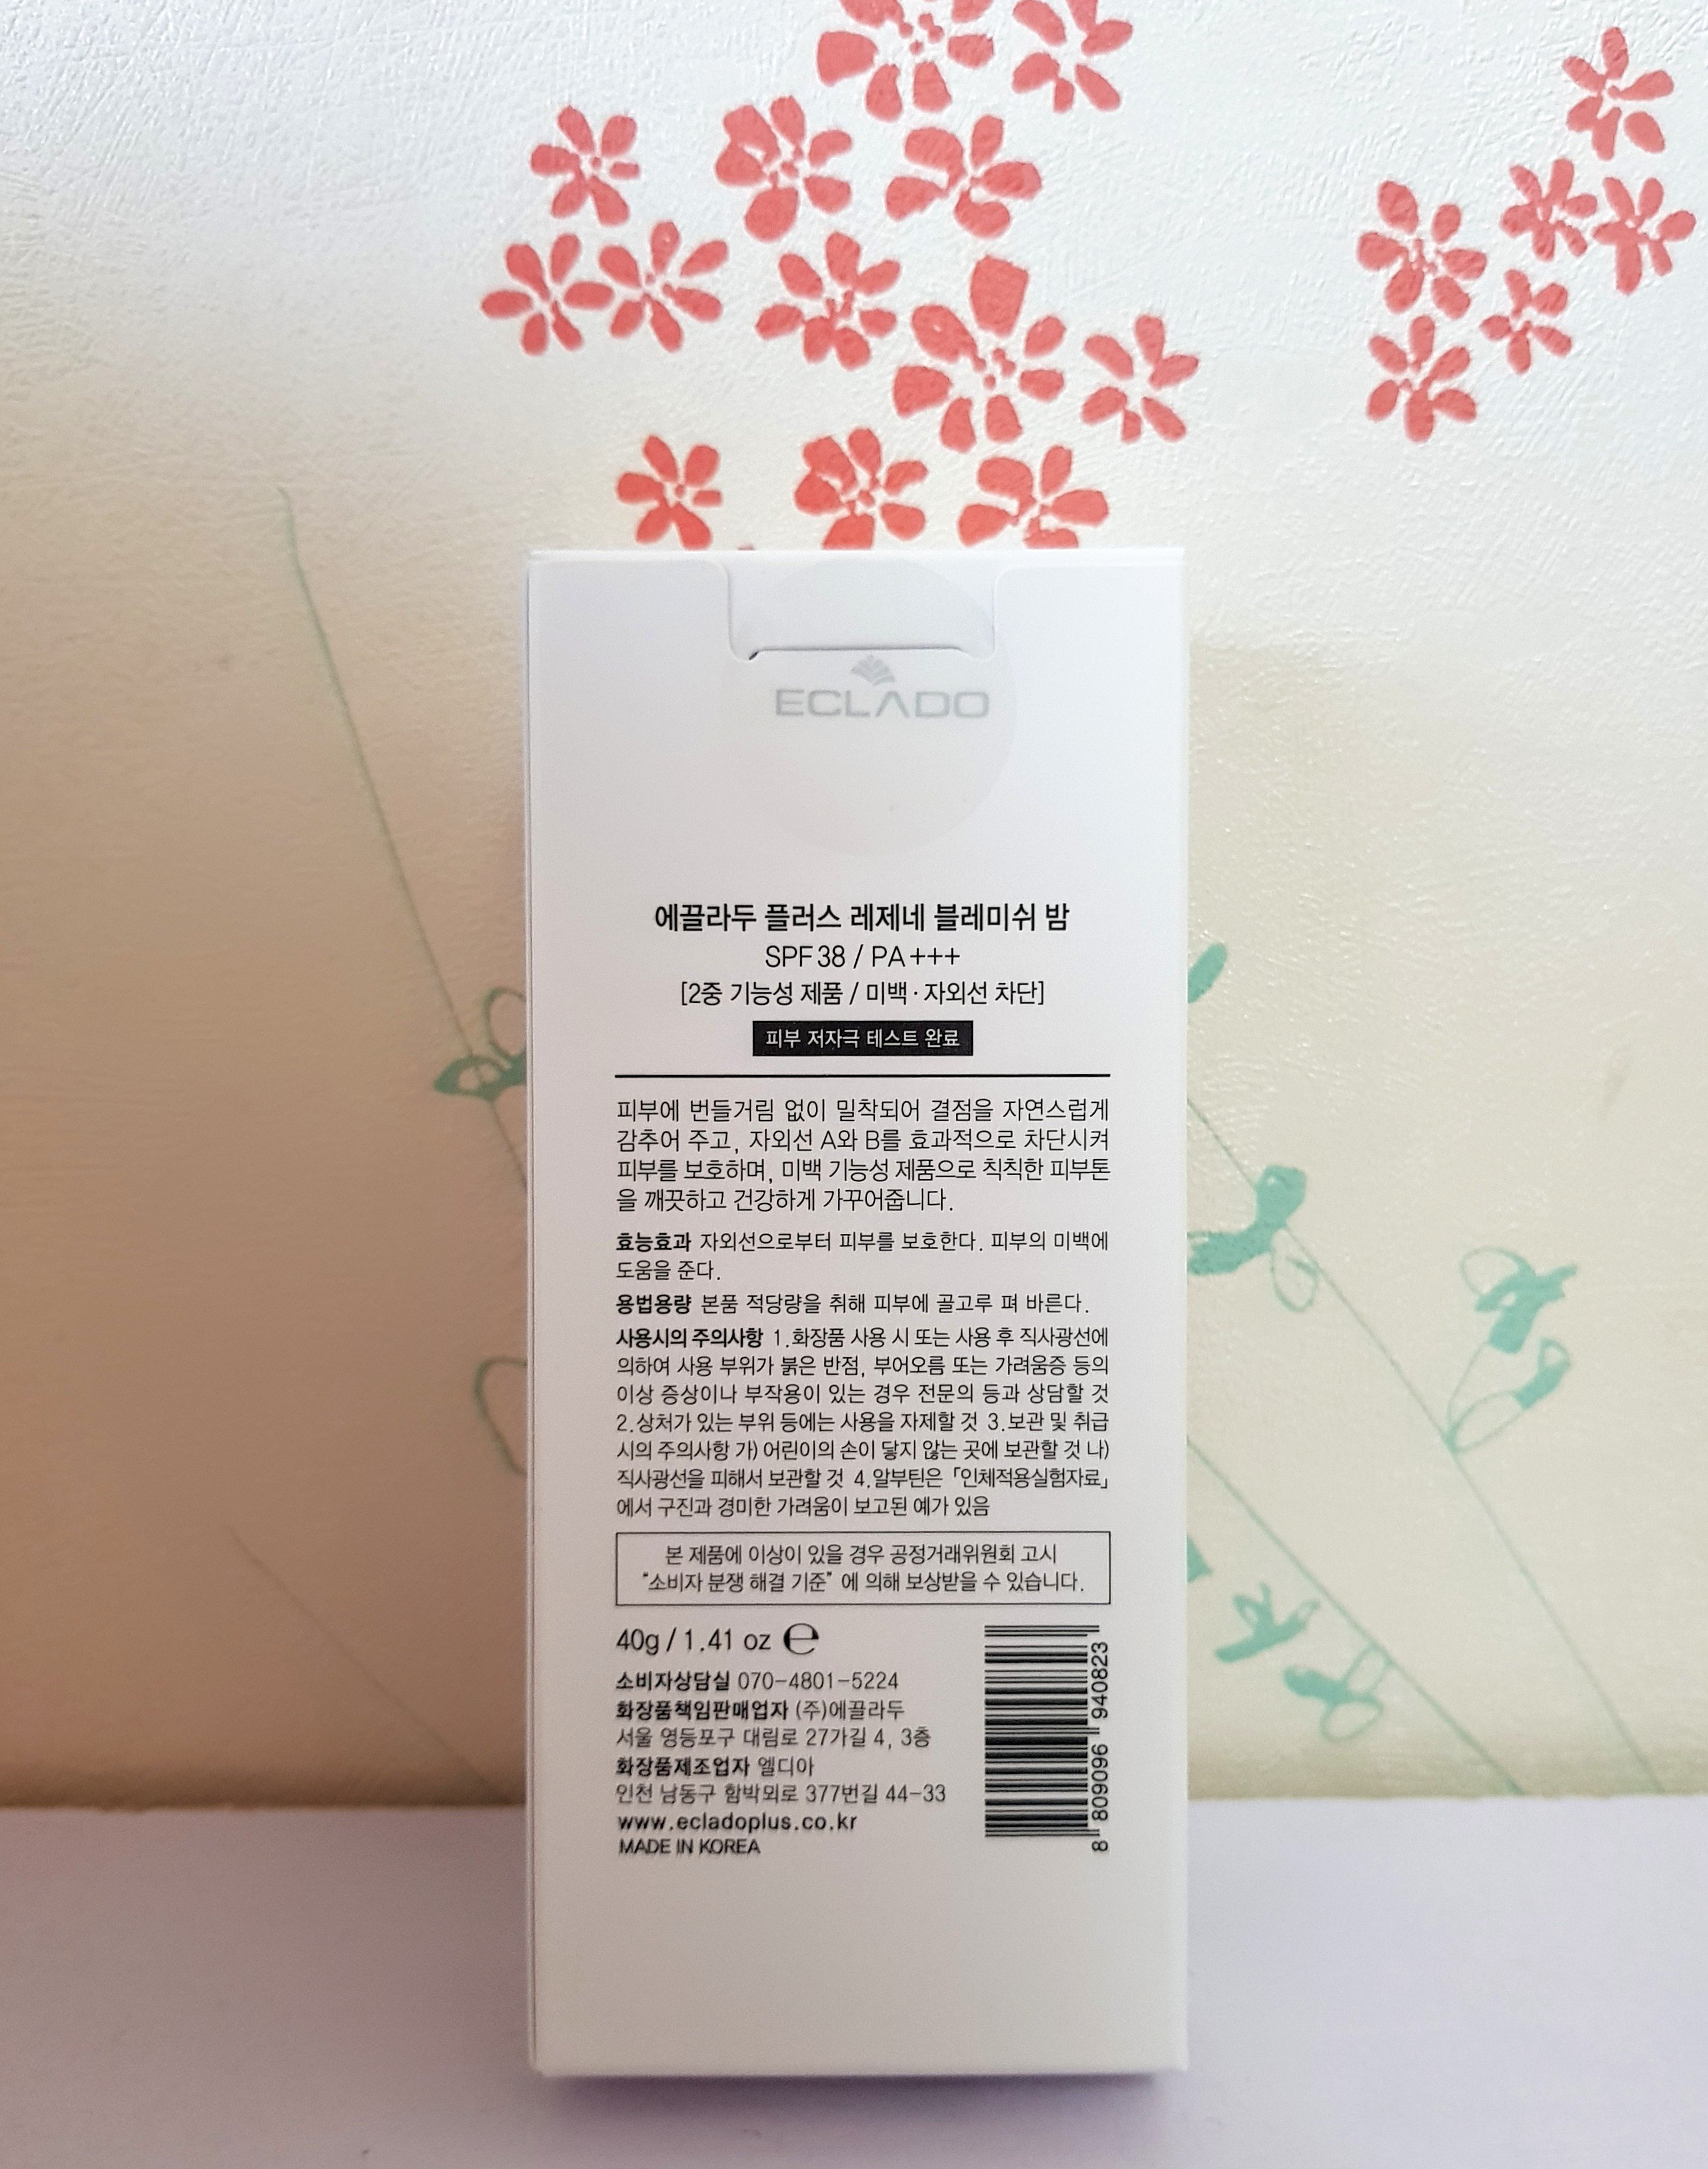 ECLADO
에끌라두 플러스 레제네 블레미쉬 밤
SPF38 / PA+++
[2중 기능성 제품 / 미백·자외선 차단]
피부 저자극 테스트 완료
피부에 번들거림 없이 밀착되어 결점을 자연스럽게
감추어 주고, 자외선 A와 B를 효과적으로 차단시켜
피부를 보호하며, 미백 기능성 제품으로 칙칙한 피부톤
을 깨끗하고 건강하게 가꾸어줍니다.
효능효과 자외선으로부터 피부를 보호한다. 피부의 미백에
도움을 준다.
용법용량 본품 적당량을 취해 피부에 골고루 펴 바른다.
사용시의 주의사항 1.화장품 사용 시 또는 사용 후 직사광선에
의하여 사용 부위가 붉은 반점, 부어오름 또는 가려움증 등의
이상 증상이나 부작용이 있는 경우 전문의 등과 상담할 것
2.상처가 있는 부위 등에는 사용을 자제할 것 3.보관 및 취급
시의 주의사항 가) 어린이의 손이 닿지 않는 곳에 보관할 것 나)
직사광선을 피해서 보관할 것 4.알부틴은 「인체적용실험자료」
에서 구진과 경미한 가려움이 보고된 예가 있음
본 제품에 이상이 있을 경우 공정거래위원회 고시
"소비자 분쟁 해결 기준" 에 의해 보상받을 수 있습니다.
40g / 1.41 oz ℮
소비자상담실 070-4801-5224
화장품책임판매업자 (주)에끌라두
서울 영등포구 대림로 27가길 4, 3층
화장품제조업자 엘디아
인천 남동구 함박뫼로 377번길 44-33
www.ecladoplus.co.kr
MADE IN KOREA
8 809096 940823